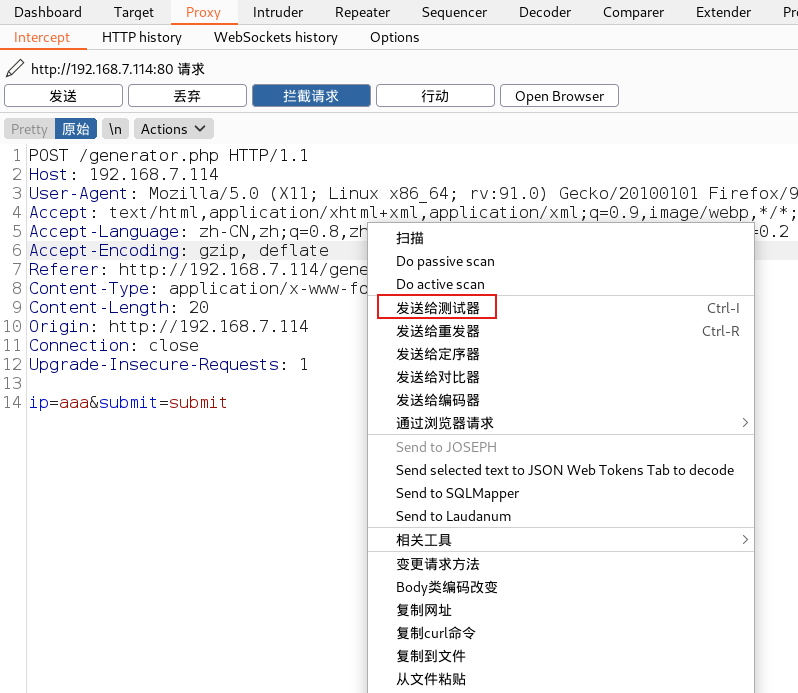 Dashboard Target Proxy Intruder Repeater Sequencer Decoder Comparer Extender
Intercept HTTP history WebSockets history Options
http://192.168.7.114:80 请求
发送 丢弃 拦截请求 行动 Open Browser
Pretty 原始 \n Actions
1 POST /generator.php HTTP/1.1
2 Host: 192.168.7.114
3 User-Agent: Mozilla/5.0 (X11; Linux x86_64; rv:91.0) Gecko/20100101 Firefox/9
4 Accept: text/html,application/xhtml+xml,application/xml;q=0.9,image/webp,*/*;
5 Accept-Language: zh-CN,zh;q=0.8,zh =0.2
6 Accept-Encoding: gzip, deflate
7 Referer: http://192.168.7.114/gene
8 Content-Type: application/x-www-fo
9 Content-Length: 20
10 Origin: http://192.168.7.114
11 Connection: close
12 Upgrade-Insecure-Requests: 1
13
14 ip=aaa&submit=submit
扫描
Do passive scan
Do active scan
发送给测试器 Ctrl-I
发送给重发器 Ctrl-R
发送给定序器
发送给对比器
发送给编码器
通过浏览器请求
Send to JOSEPH
Send selected text to JSON Web Tokens Tab to decode
Send to SQLMapper
Send to Laudanum
相关工具
变更请求方法
Body类编码改变
复制网址
复制curl命令
复制到文件
从文件粘贴